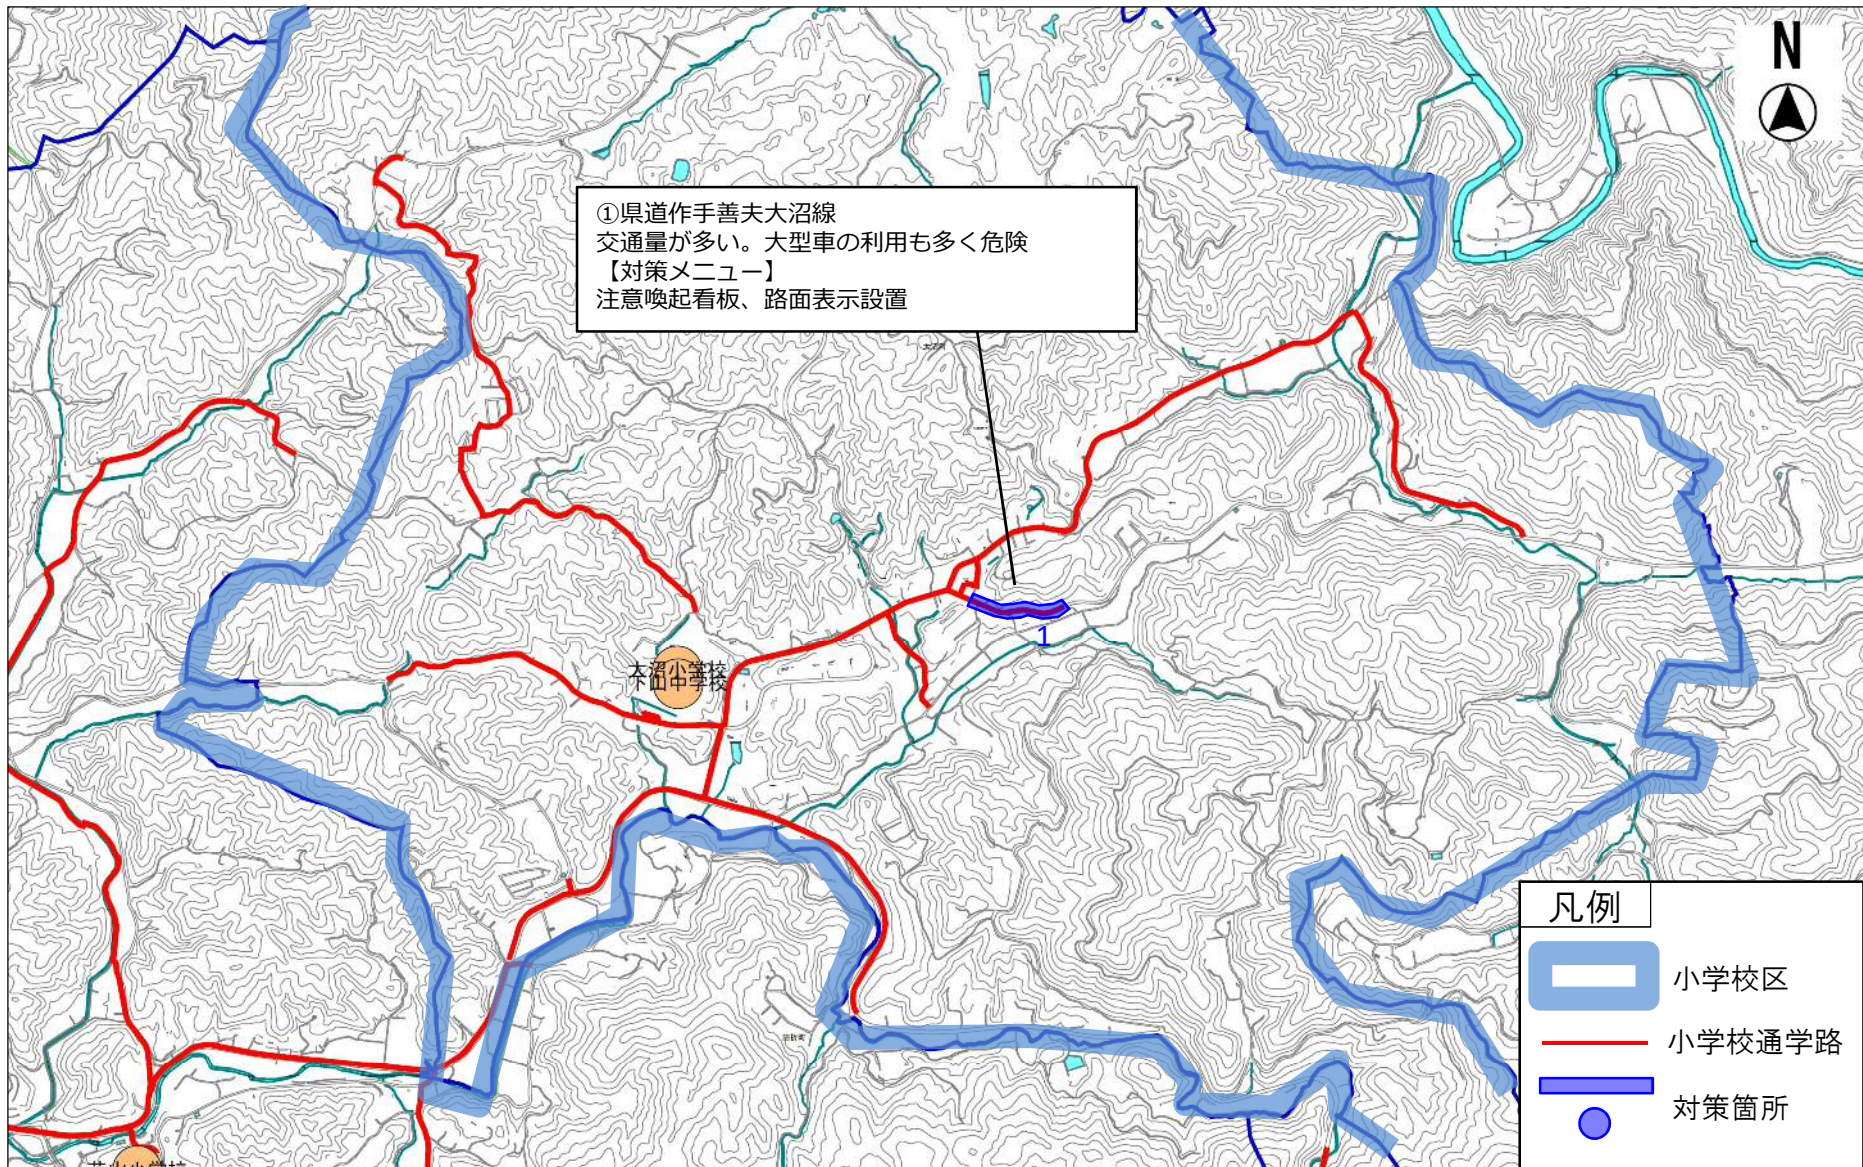 N
①県道作手善夫大沼線
交通量が多い。大型車の利用も多く危険
【対策メニュー】
注意喚起看板、路面表示設置
大沼小学校
下山中学校
1
凡例
小学校区
小学校通学路
対策箇所